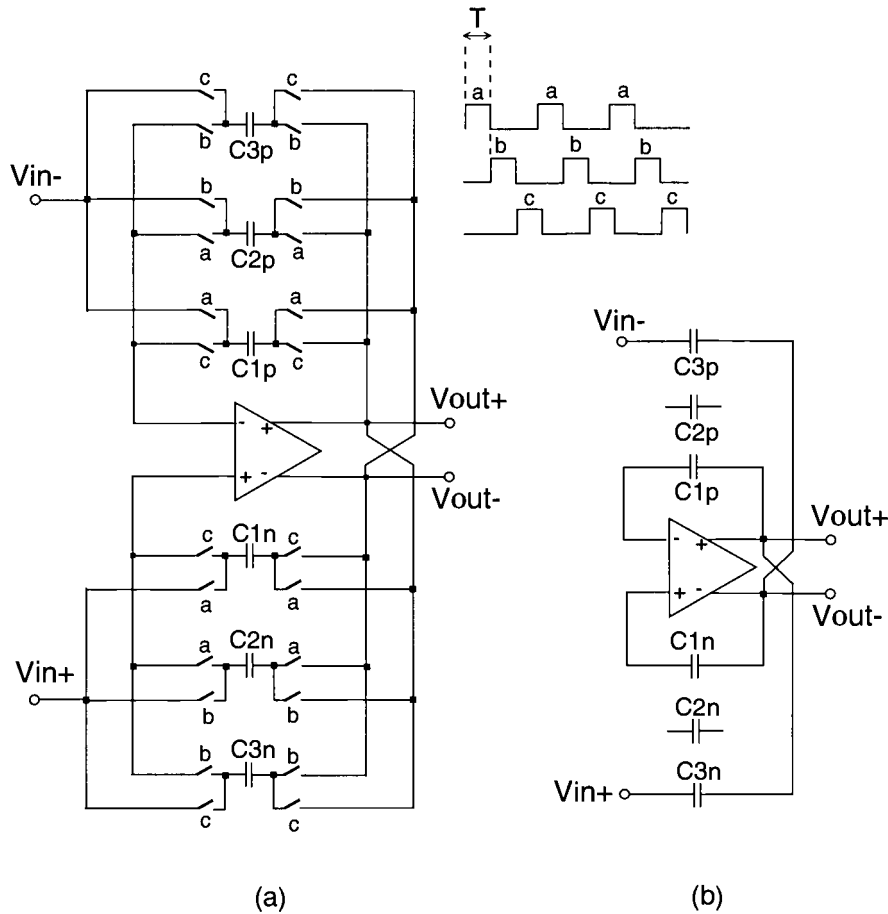 T
c c
a a a
b b
C3p
b b b
Vin-
b b
c c c
a a
C2p
a a
Vin-
c c
C1p
C3p
Vout+
- +
C2p
+ -
Vout-
C1p
c C1n c
Vout+
- +
a a
+ -
Vout-
C2n
a a
C1n
Vin+
b b
C2n
C3n
b b
C3n
Vin+
c c
(a) (b)